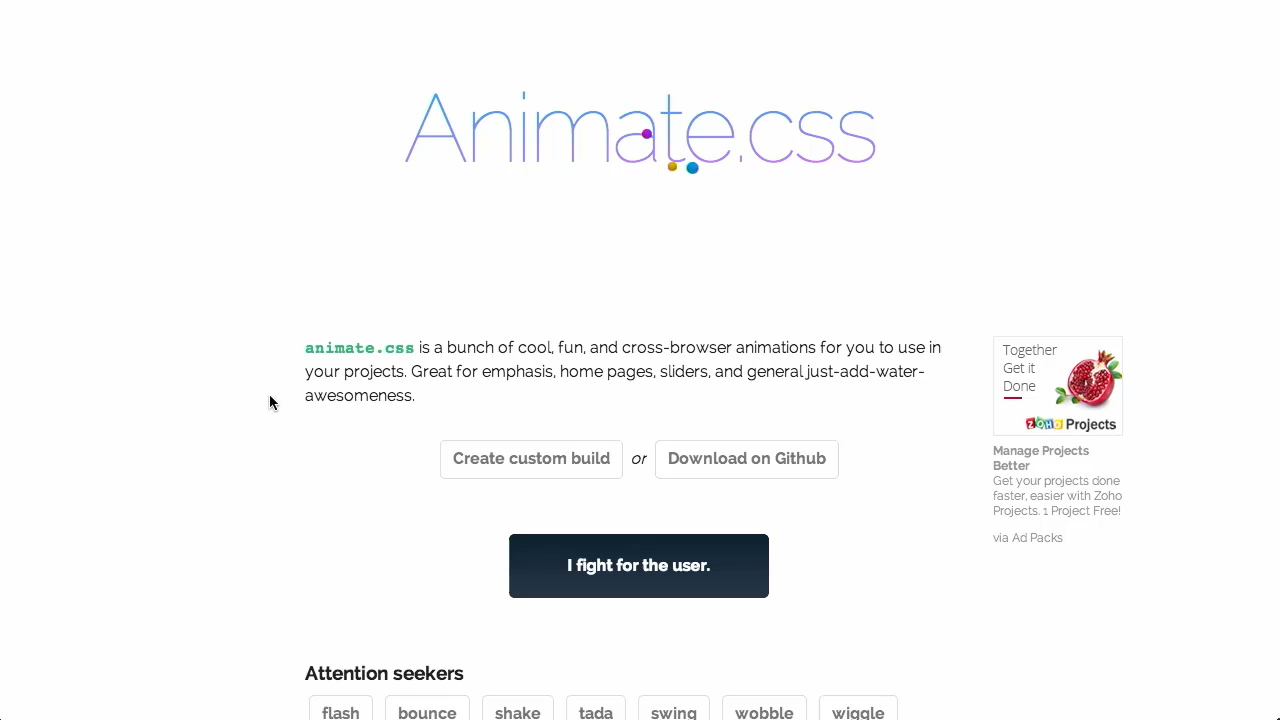 Animate.css
animate.css is a bunch of cool, fun, and cross-browser animations for you to use in
your projects. Great for emphasis, home pages, sliders, and general just-add-water-
awesomeness.
Create custom build or Download on Github
I fight for the user.
Together
Get it
Done
ZOHO Projects
Manage Projects
Better
Get your projects done
faster, easier with Zoho
Projects. 1 Project Free!
via Ad Packs
Attention seekers
flash bounce shake tada swing wobble wiggle